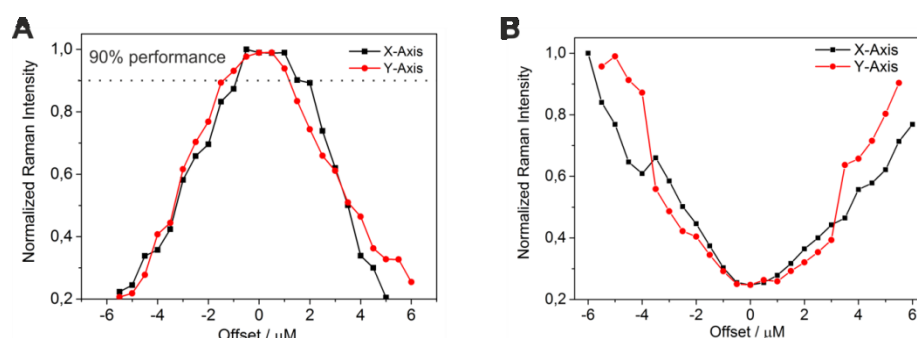 A
90% performance
X-Axis
Y-Axis
Normalized Raman Intensity
1,0
0,8
0,6
0,4
0,2
-6 -4 -2 0 2 4 6
Offset / µM
B
X-Axis
Y-Axis
Normalized Raman Intensity
1,0
0,8
0,6
0,4
0,2
-6 -4 -2 0 2 4 6
Offset / µM